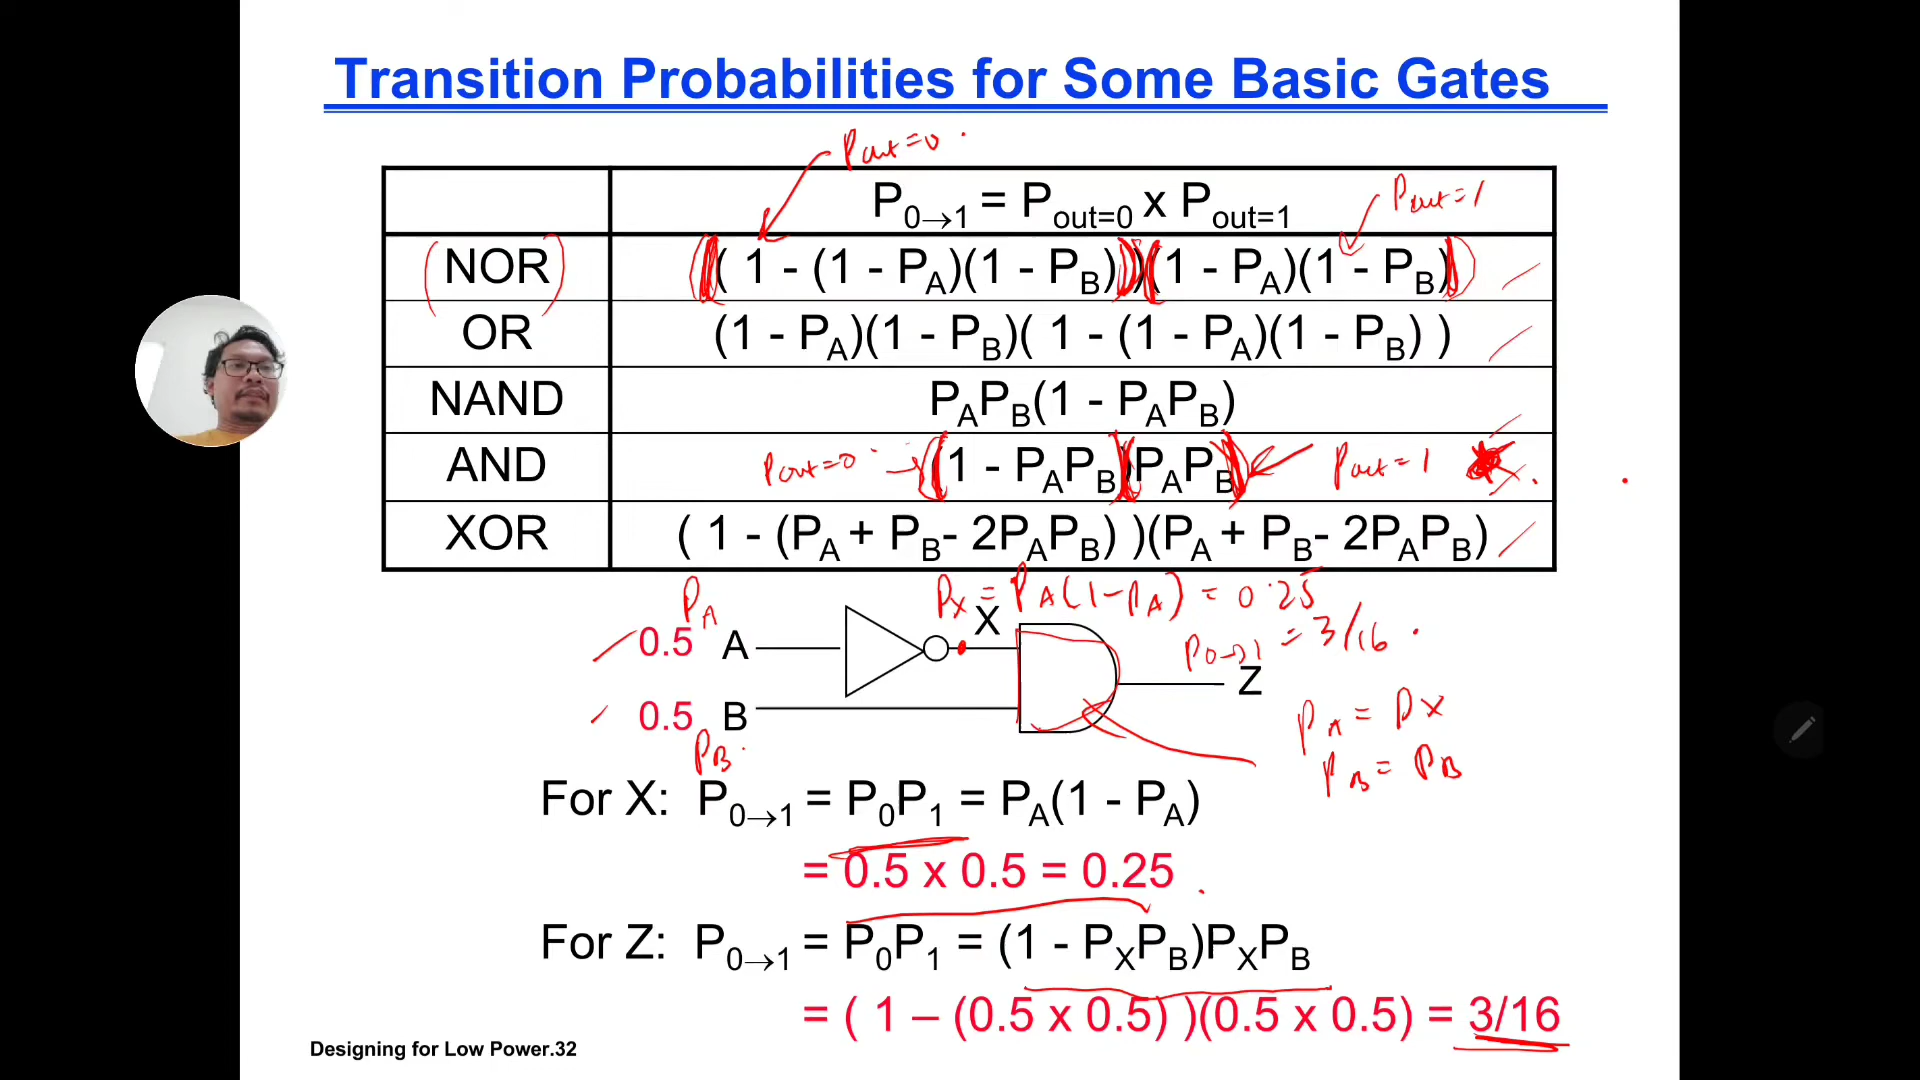 Transition Probabilities for Some Basic Gates
Pout=0
P0→1 = Pout=0 x Pout=1
Pout=1
NOR ( 1 - (1 - PA)(1 - PB) )(1 - PA)(1 - PB)
OR (1 - PA)(1 - PB)( 1 - (1 - PA)(1 - PB) )
NAND PAPB(1 - PAPB)
AND Pout=0 (1 - PAPB)PAPB Pout=1
XOR ( 1 - (PA + PB- 2PAPB) )(PA + PB- 2PAPB)
PA PX = PA(1-PA) = 0.25
0.5 A X P0→1 = 3/16
Z
0.5 B PA = PX
PB PB = PB
For X: P0→1 = P0P1 = PA(1 - PA)
= 0.5 x 0.5 = 0.25
For Z: P0→1 = P0P1 = (1 - PXPB)PXPB
= ( 1 – (0.5 x 0.5) )(0.5 x 0.5) = 3/16
Designing for Low Power.32